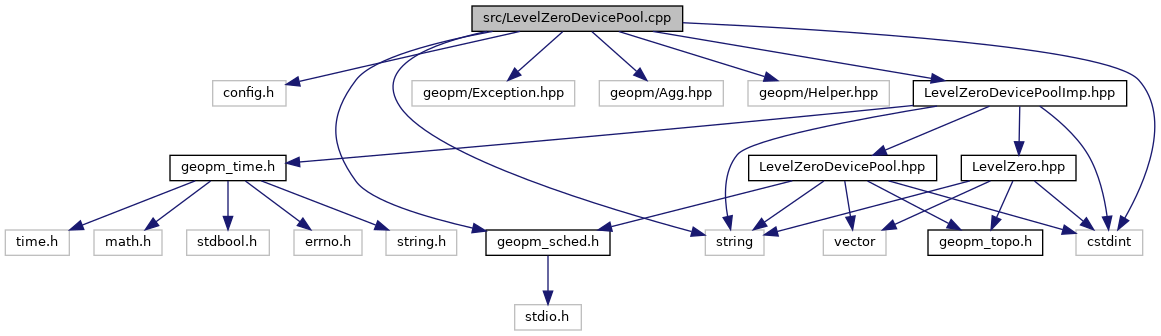 src/LevelZeroDevicePool.cpp
config.h
geopm/Exception.hpp
geopm/Agg.hpp
geopm/Helper.hpp
LevelZeroDevicePoolImp.hpp
geopm_time.h
LevelZeroDevicePool.hpp
LevelZero.hpp
time.h
math.h
stdbool.h
errno.h
string.h
geopm_sched.h
string
vector
geopm_topo.h
cstdint
stdio.h